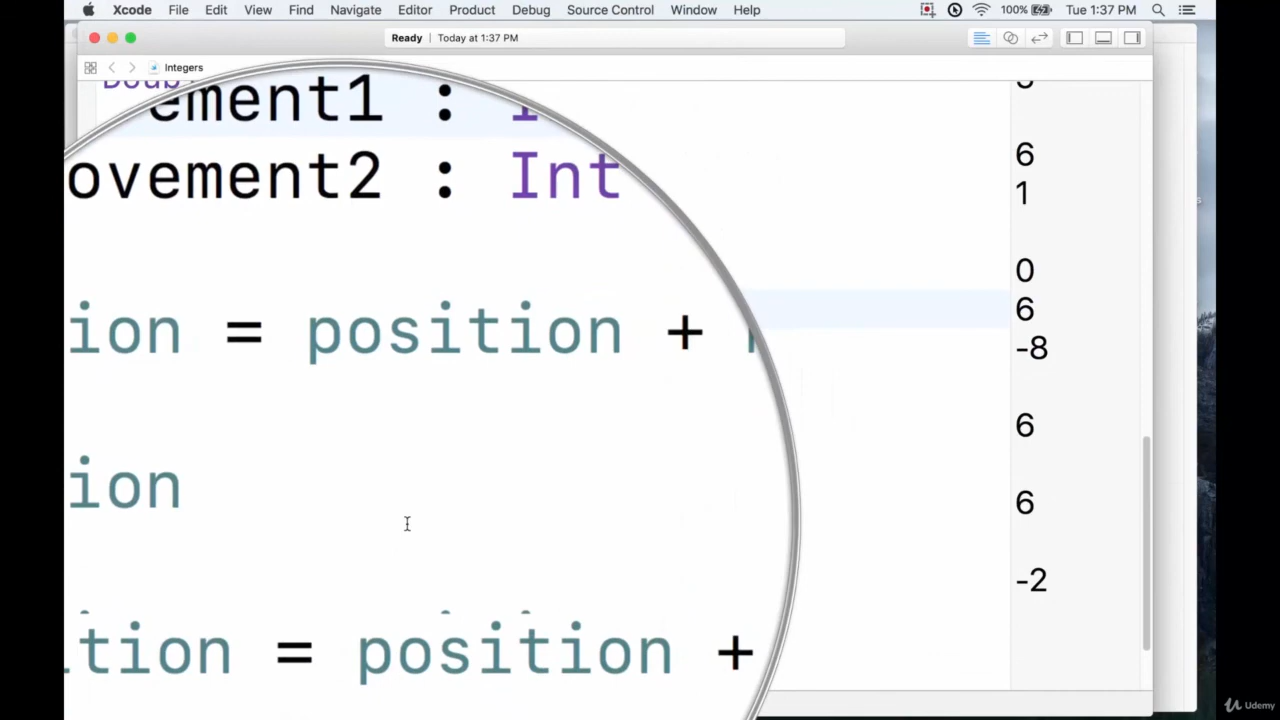 Xcode File Edit View Find Navigate Editor Product Debug Source Control Window Help 100% Tue 1:37 PM
Ready | Today at 1:37 PM
Integers
ement1 :
ovement2 : Int
6
1
0
ion = position +
6
-8
6
ion
6
-2
ition = position +
Udemy